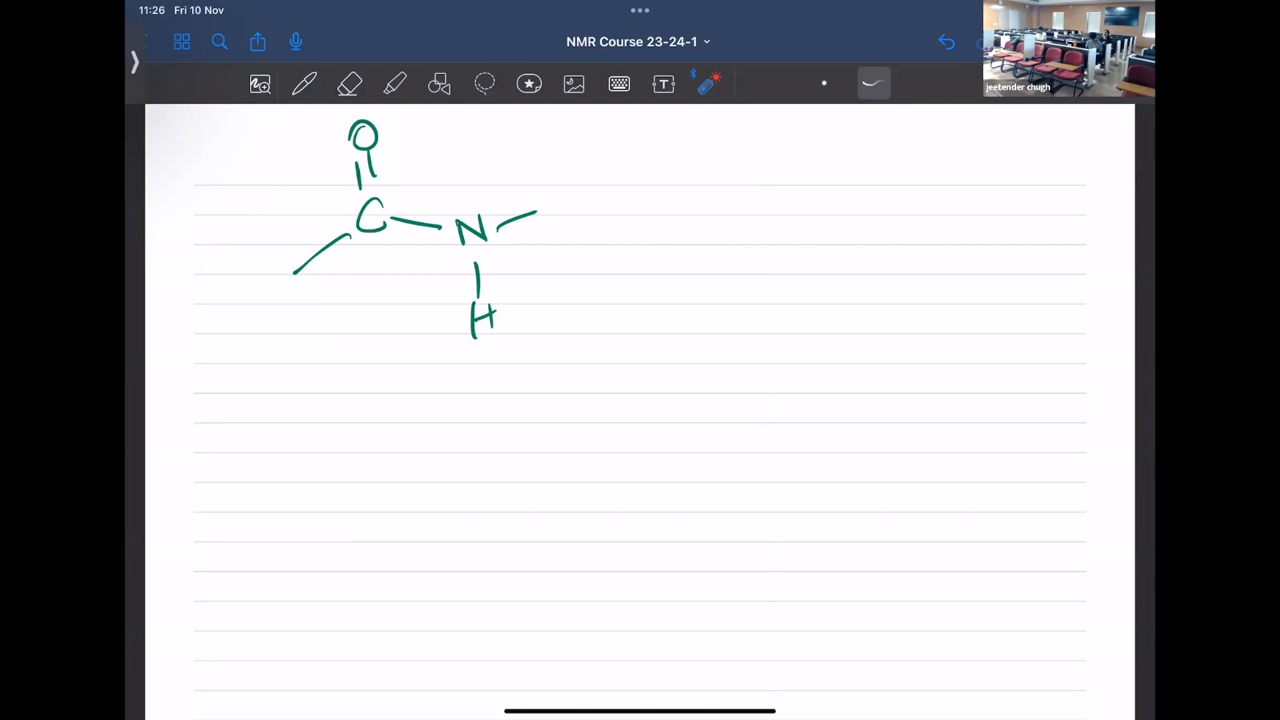 11:26 Fri 10 Nov
NMR Course 23-24-1
jeetender chugh
O
C N
H